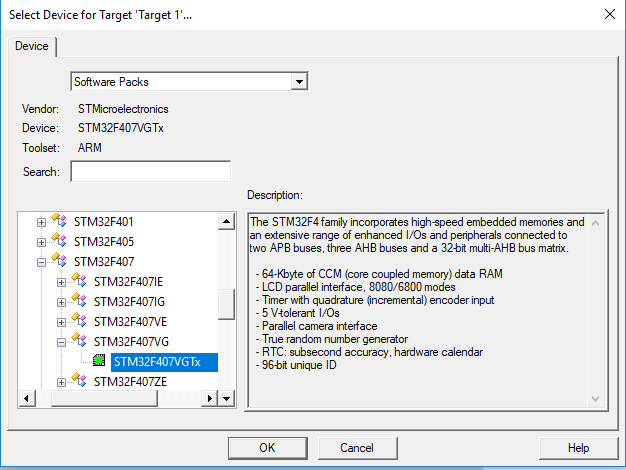 Select Device for Target 'Target 1'...
Device
Software Packs
Vendor: STMicroelectronics
Device: STM32F407VGTx
Toolset: ARM
Search:
STM32F401
STM32F405
STM32F407
STM32F407IE
STM32F407IG
STM32F407VE
STM32F407VG
STM32F407VGTx
STM32F407ZE
Description:
The STM32F4 family incorporates high-speed embedded memories and
an extensive range of enhanced I/Os and peripherals connected to
two APB buses, three AHB buses and a 32-bit multi-AHB bus matrix.
- 64-Kbyte of CCM (core coupled memory) data RAM
- LCD parallel interface, 8080/6800 modes
- Timer with quadrature (incremental) encoder input
- 5 V-tolerant I/Os
- Parallel camera interface
- True random number generator
- RTC: subsecond accuracy, hardware calendar
- 96-bit unique ID
OK
Cancel
Help